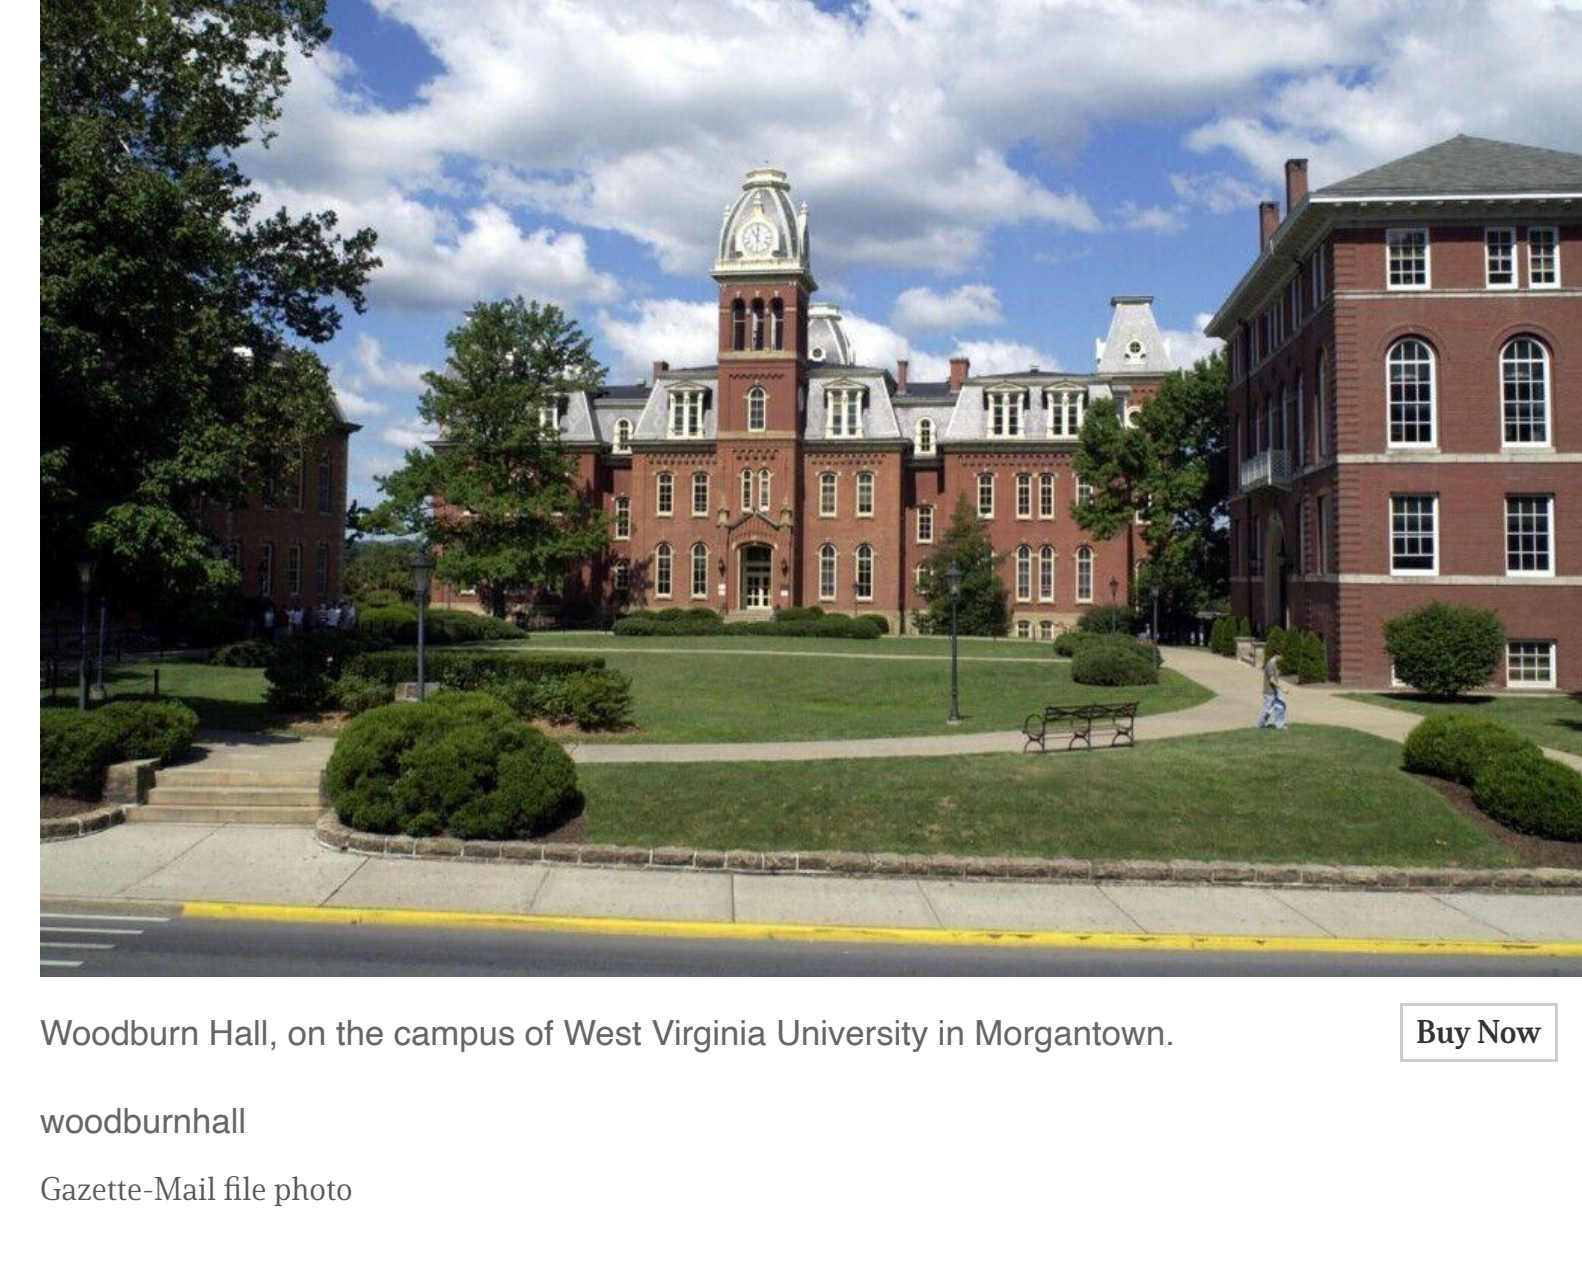 Woodburn Hall, on the campus of West Virginia University in Morgantown.
Buy Now
woodburnhall
Gazette-Mail file photo